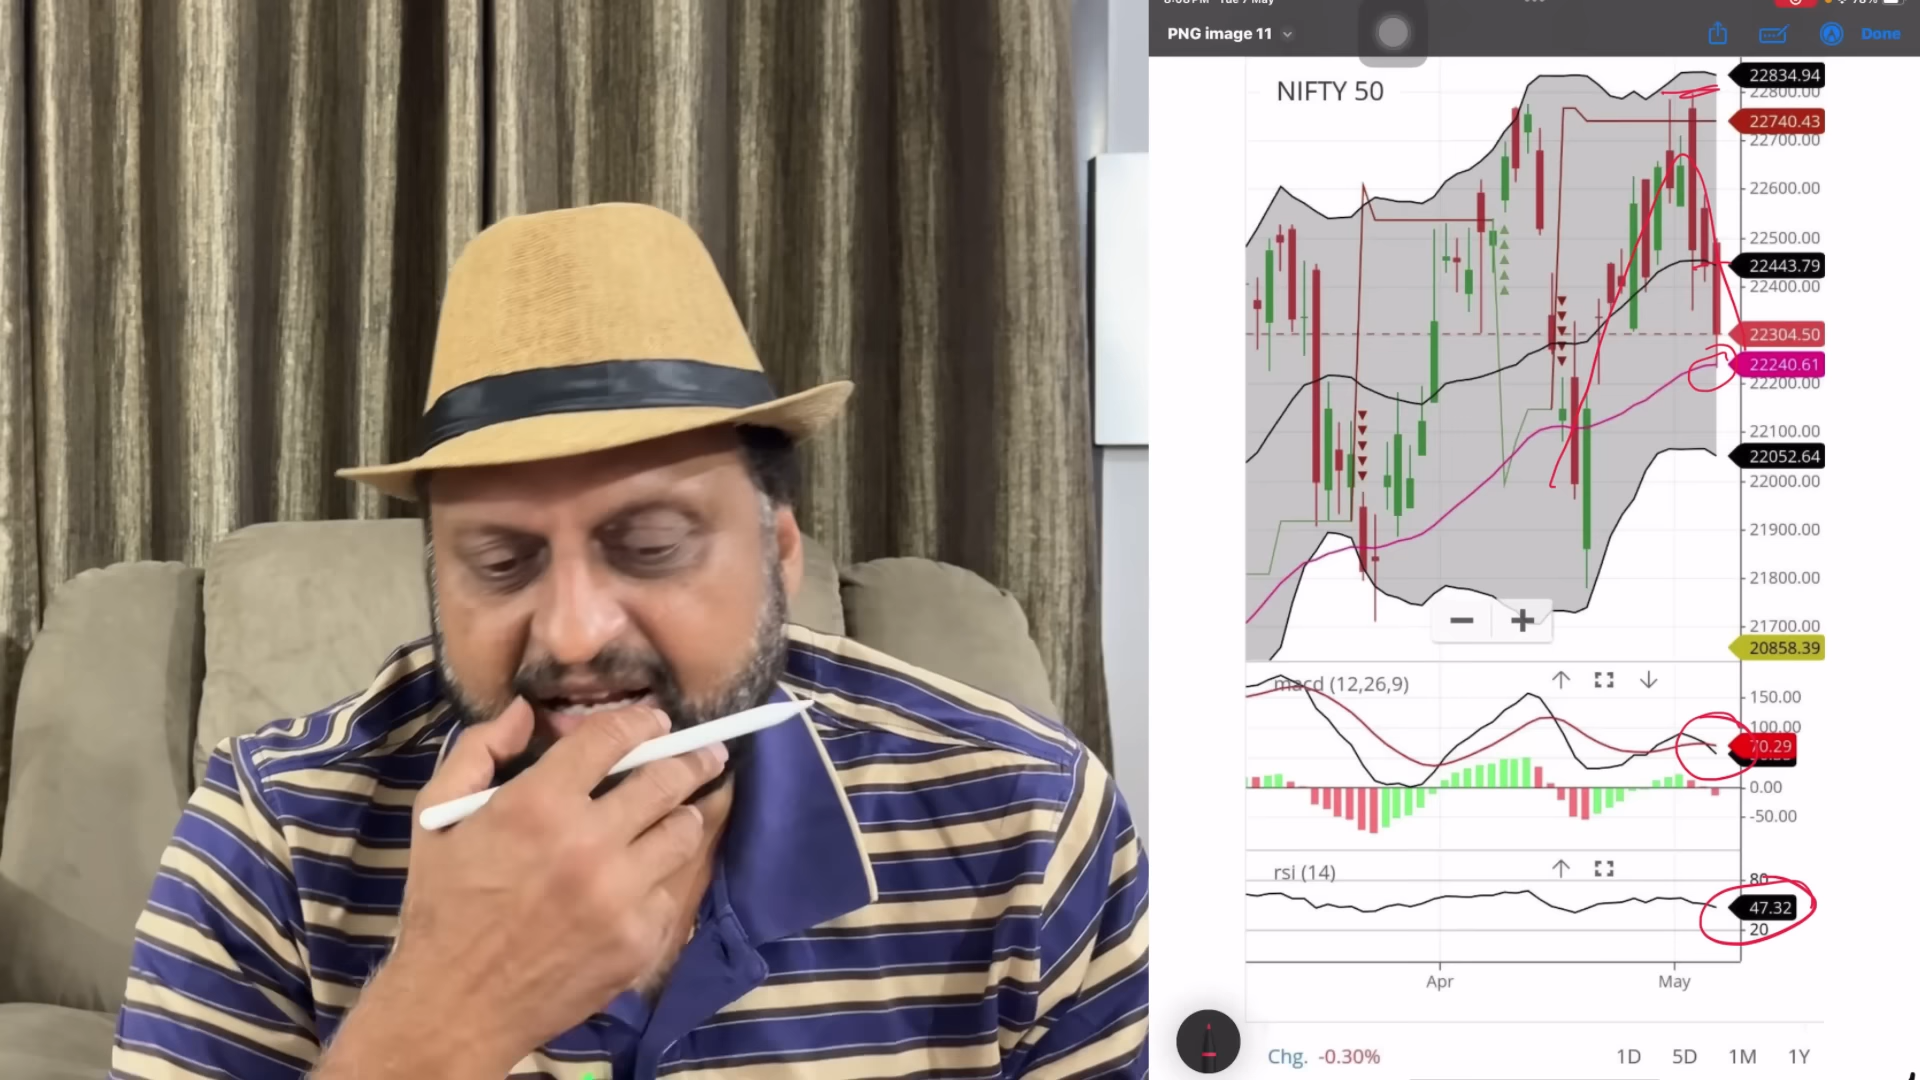 Tue 7 May
PNG image 11
Done
NIFTY 50
22834.94
22800.00
22740.43
22700.00
22600.00
22500.00
22443.79
22400.00
22304.50
22240.61
22200.00
22100.00
22052.64
22000.00
21900.00
21800.00
21700.00
20858.39
macd (12,26,9)
150.00
100.00
70.29
0.00
-50.00
rsi (14)
80
47.32
20
Apr
May
Chg. -0.30%
1D
5D
1M
1Y